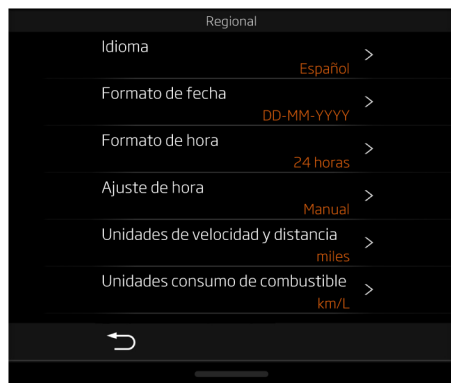 Regional
Idioma
Español
Formato de fecha
DD-MM-YYYY
Formato de hora
24 horas
Ajuste de hora
Manual
Unidades de velocidad y distancia
miles
Unidades consumo de combustible
km/L